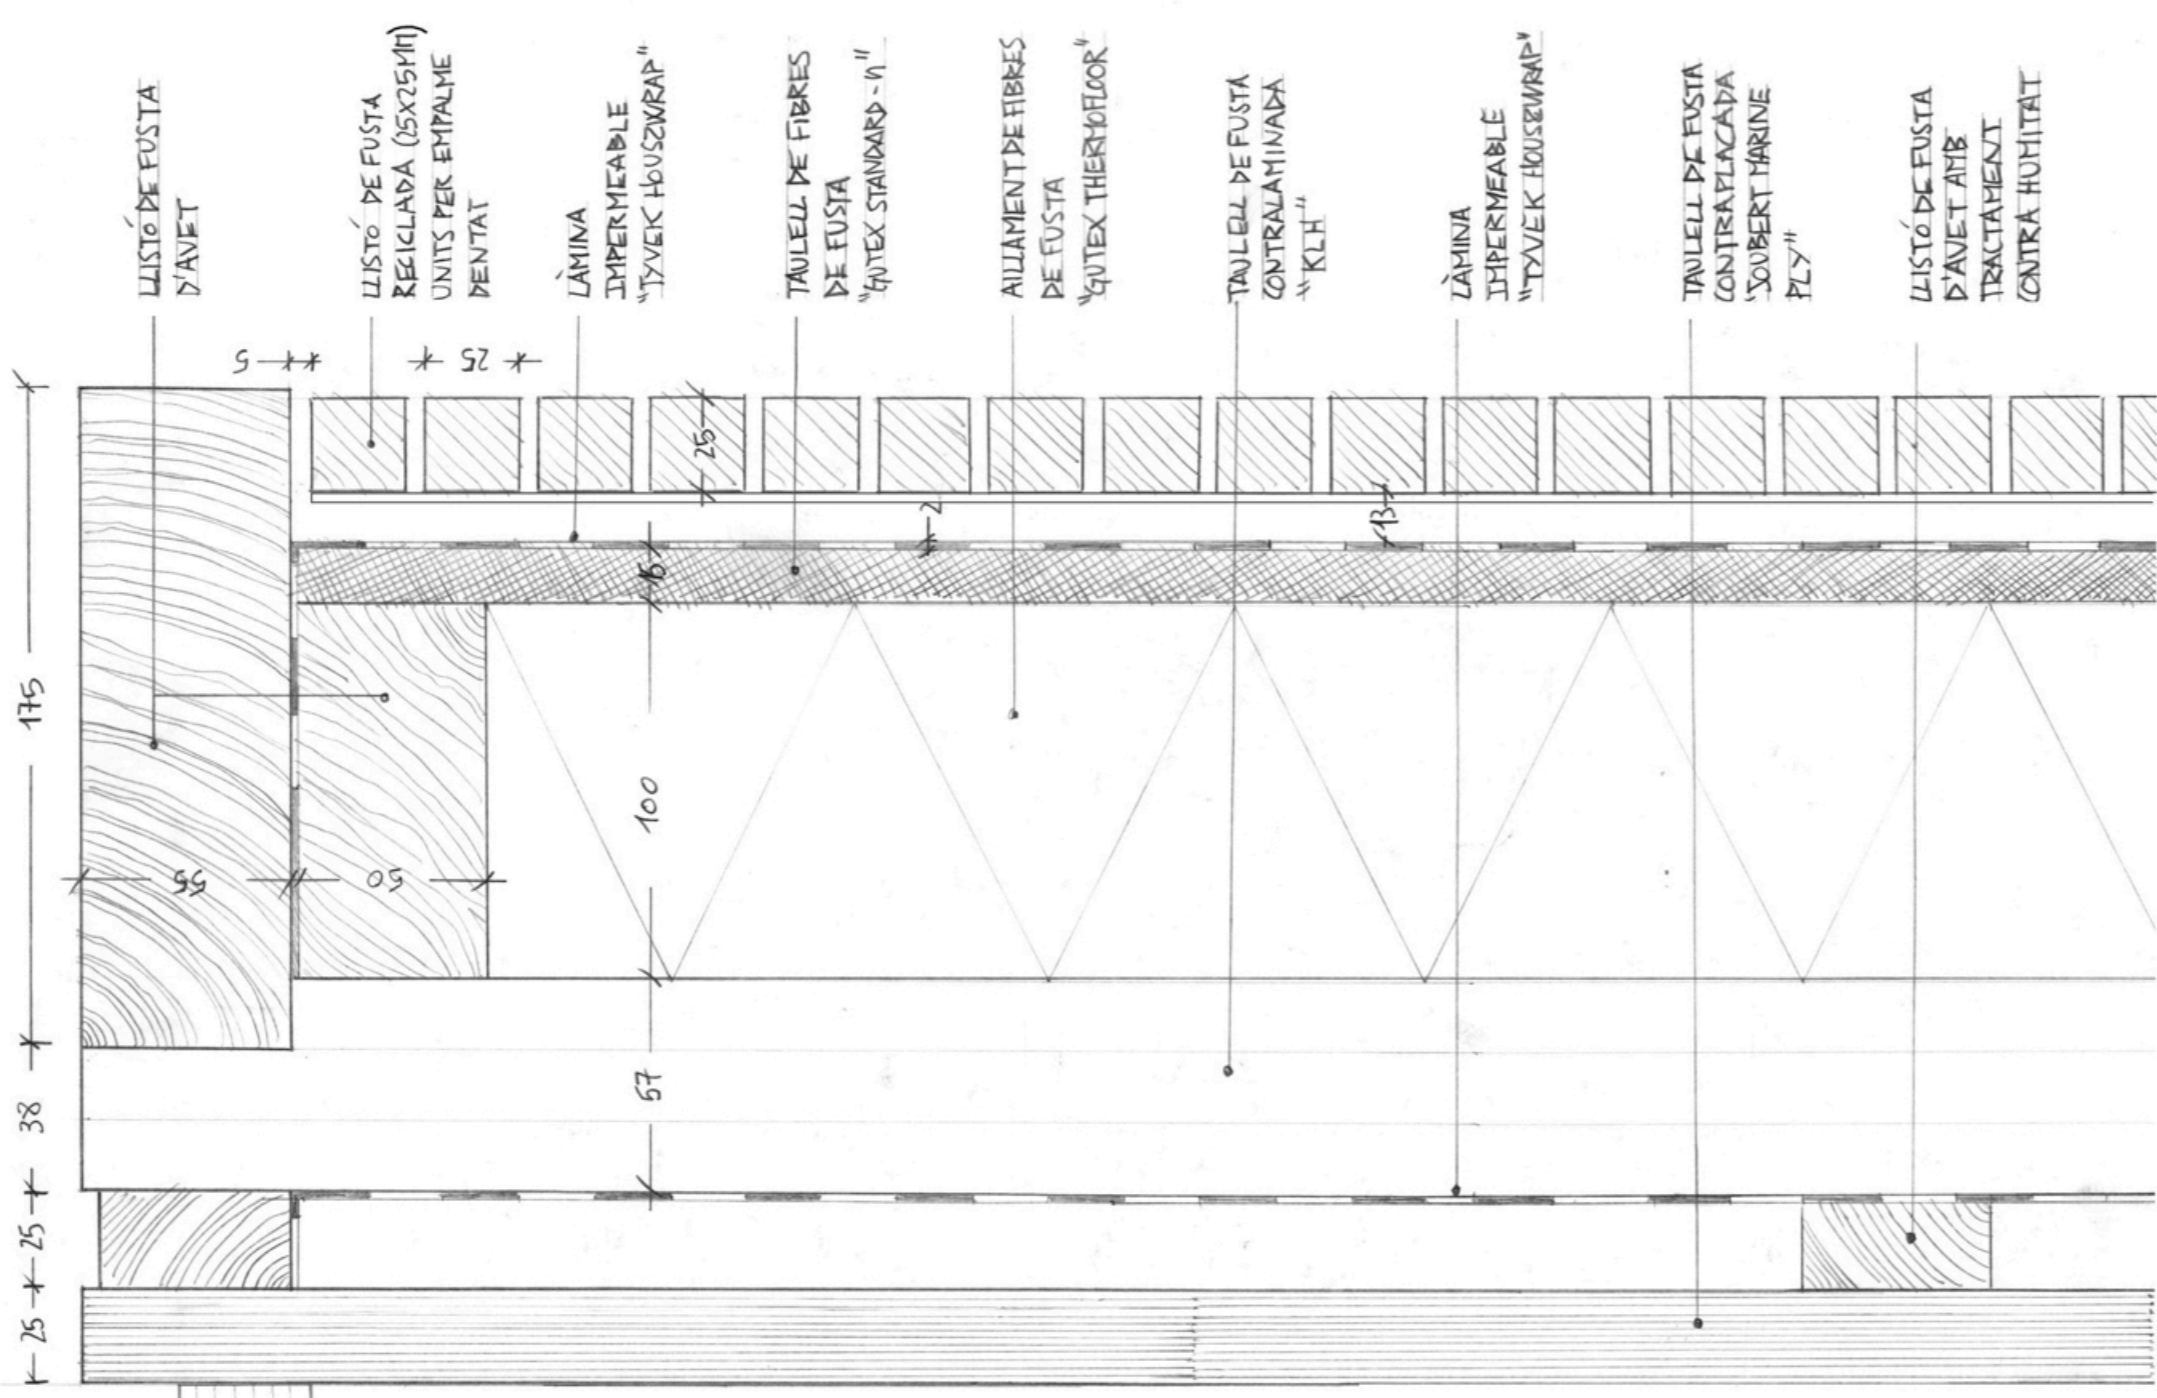 LLISTÓ DE FUSTA
D'AVET
LLISTÓ DE FUSTA
RECICLADA (25X25MM)
UNITS PER EMPALME
DENTAT
LÀMINA
IMPERMEABLE
"TYVEK HOUSEWRAP"
TAULELL DE FIBRES
DE FUSTA
"GUTEX STANDARD-n"
AILLAMENT DE FIBRES
DE FUSTA
"GUTEX THERMOFLOOR"
TAULELL DE FUSTA
CONTRALAMINADA
"KLH"
LÀMINA
IMPERMEABLE
"TYVEK HOUSEWRAP"
TAULELL DE FUSTA
CONTRAPLACADA
"JOUBERT MARINE
PLY"
LLISTÓ DE FUSTA
D'AVET AMB
TRACTAMENT
CONTRA HUMITAT
5
25
25
2
13
15
175
100
55
50
57
38
25
25